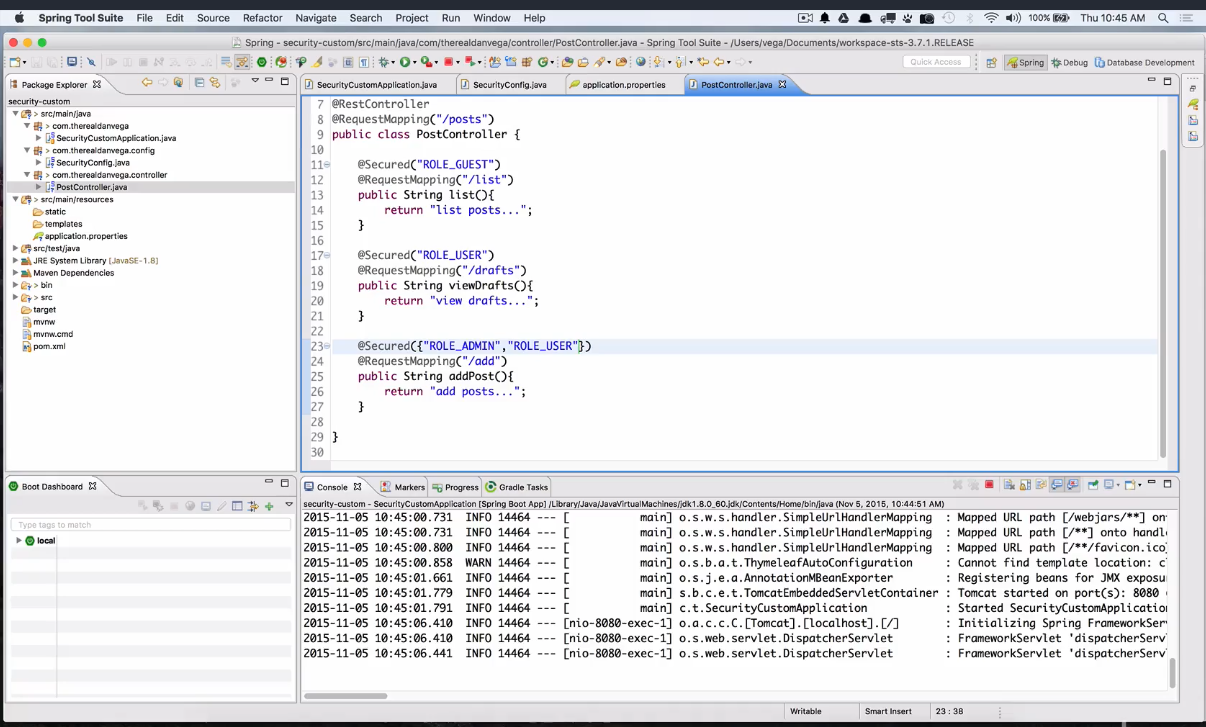 Spring Tool Suite File Edit Source Refactor Navigate Search Project Run Window Help 100% Thu 10:45 AM
Spring - security-custom/src/main/java/com/therealdanvega/controller/PostController.java - Spring Tool Suite - /Users/vega/Documents/workspace-sts-3.7.1.RELEASE
Quick Access Spring Debug Database Development
Package Explorer
security-custom
src/main/java
> com.therealdanvega
SecurityCustomApplication.java
> com.therealdanvega.config
SecurityConfig.java
> com.therealdanvega.controller
PostController.java
> src/main/resources
static
templates
application.properties
src/test/java
JRE System Library [JavaSE-1.8]
Maven Dependencies
> bin
> src
target
mvnw
mvnw.cmd
pom.xml
SecurityCustomApplication.java SecurityConfig.java application.properties PostController.java
7 @RestController
8 @RequestMapping("/posts")
9 public class PostController {
10
11 @Secured("ROLE_GUEST")
12 @RequestMapping("/list")
13 public String list(){
14 return "list posts...";
15 }
16
17 @Secured("ROLE_USER")
18 @RequestMapping("/drafts")
19 public String viewDrafts(){
20 return "view drafts...";
21 }
22
23 @Secured({"ROLE_ADMIN","ROLE_USER"})
24 @RequestMapping("/add")
25 public String addPost(){
26 return "add posts...";
27 }
28
29 }
30
Boot Dashboard
Type tags to match
local
Console Markers Progress Gradle Tasks
security-custom - SecurityCustomApplication [Spring Boot App] /Library/Java/JavaVirtualMachines/jdk1.8.0_60.jdk/Contents/Home/bin/java (Nov 5, 2015, 10:44:51 AM)
2015-11-05 10:45:00.731 INFO 14464 --- [ main] o.s.w.s.handler.SimpleUrlHandlerMapping : Mapped URL path [/webjars/**] ont
2015-11-05 10:45:00.731 INFO 14464 --- [ main] o.s.w.s.handler.SimpleUrlHandlerMapping : Mapped URL path [/**] onto handle
2015-11-05 10:45:00.800 INFO 14464 --- [ main] o.s.w.s.handler.SimpleUrlHandlerMapping : Mapped URL path [/**/favicon.ico]
2015-11-05 10:45:00.858 WARN 14464 --- [ main] o.s.b.a.t.ThymeleafAutoConfiguration : Cannot find template location: cl
2015-11-05 10:45:01.661 INFO 14464 --- [ main] o.s.j.e.a.AnnotationMBeanExporter : Registering beans for JMX exposur
2015-11-05 10:45:01.779 INFO 14464 --- [ main] s.b.c.e.t.TomcatEmbeddedServletContainer : Tomcat started on port(s): 8080 (
2015-11-05 10:45:01.791 INFO 14464 --- [ main] c.t.SecurityCustomApplication : Started SecurityCustomApplication
2015-11-05 10:45:06.410 INFO 14464 --- [nio-8080-exec-1] o.a.c.c.C.[Tomcat].[localhost].[/] : Initializing Spring FrameworkServ
2015-11-05 10:45:06.410 INFO 14464 --- [nio-8080-exec-1] o.s.web.servlet.DispatcherServlet : FrameworkServlet 'dispatcherServl
2015-11-05 10:45:06.441 INFO 14464 --- [nio-8080-exec-1] o.s.web.servlet.DispatcherServlet : FrameworkServlet 'dispatcherServl
Writable Smart Insert 23 : 38